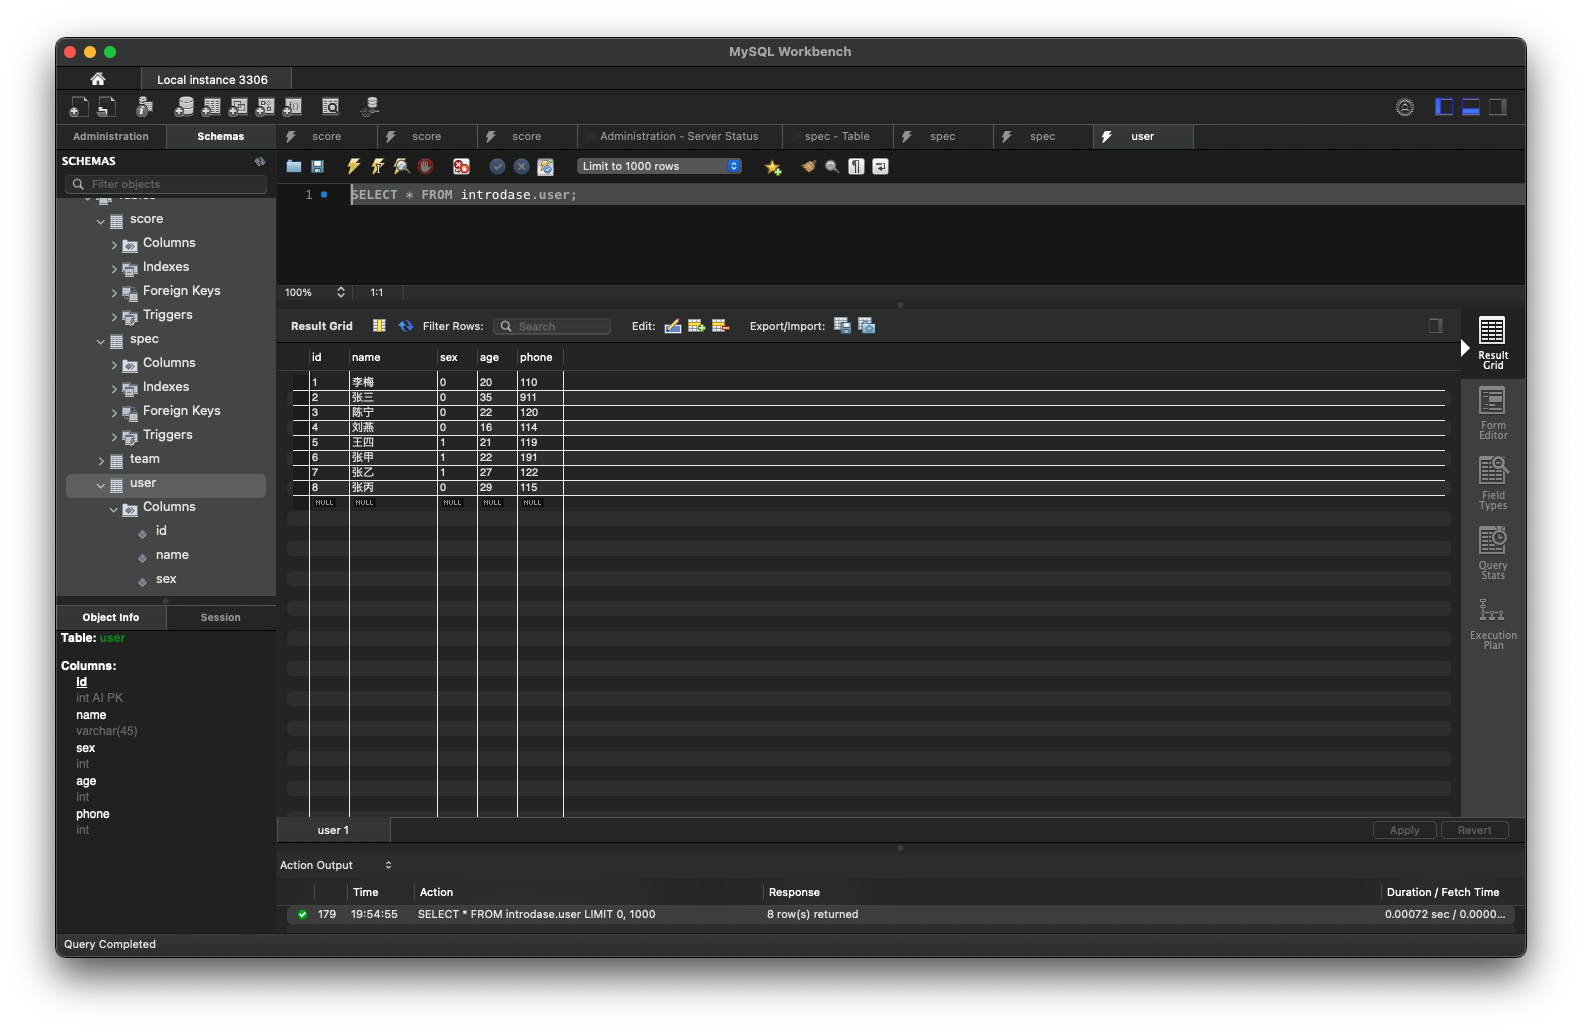 MySQL Workbench
Local instance 3306
Administration Schemas score score score Administration - Server Status spec - Table spec spec user
SCHEMAS
Filter objects
Limit to 1000 rows
1 SELECT * FROM introdase.user;
score
Columns
Indexes
Foreign Keys
Triggers
spec
Columns
Indexes
Foreign Keys
Triggers
team
user
Columns
id
name
sex
100% 1:1
Result Grid Filter Rows: Search Edit: Export/Import:
id name sex age phone
1 李梅 0 20 110
2 张三 0 35 911
3 陈宁 0 22 120
4 刘燕 0 16 114
5 王四 1 21 119
6 张甲 1 22 191
7 张乙 1 27 122
8 张丙 0 29 115
NULL NULL NULL NULL NULL
Result
Grid
Form
Editor
Field
Types
Query
Stats
Execution
Plan
Object Info Session
Table: user
Columns:
id
int AI PK
name
varchar(45)
sex
int
age
int
phone
int
user 1 Apply Revert
Action Output
Time Action Response Duration / Fetch Time
179 19:54:55 SELECT * FROM introdase.user LIMIT 0, 1000 8 row(s) returned 0.00072 sec / 0.0000...
Query Completed